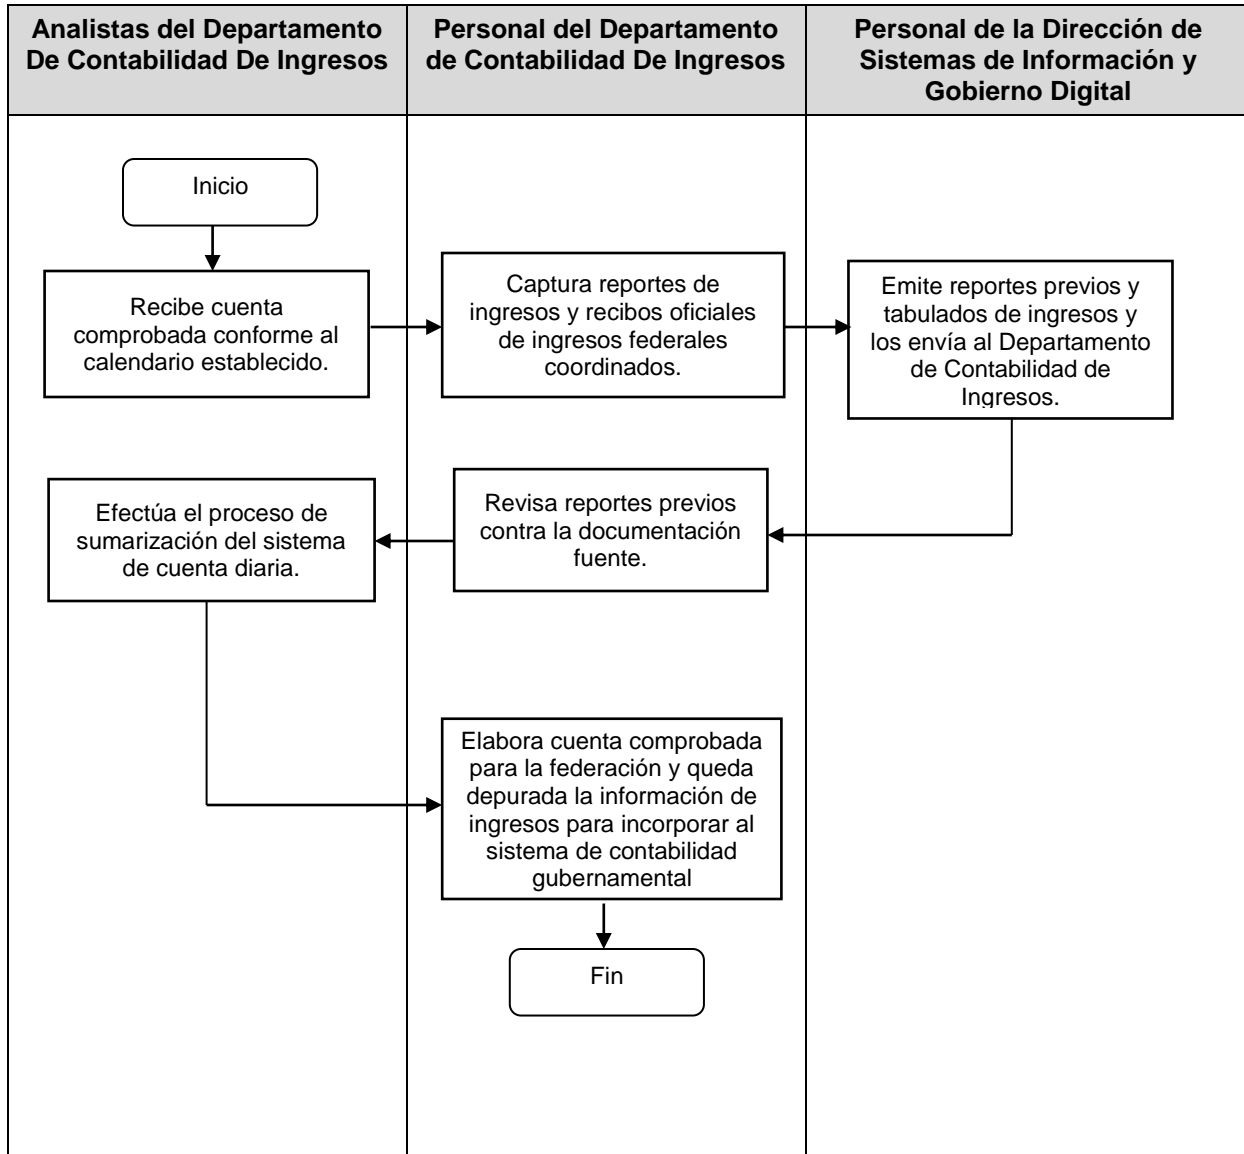 Analistas del Departamento
De Contabilidad De Ingresos
Personal del Departamento
de Contabilidad De Ingresos
Personal de la Dirección de
Sistemas de Información y
Gobierno Digital
Inicio
Recibe cuenta
comprobada conforme al
calendario establecido.
Captura reportes de
ingresos y recibos oficiales
de ingresos federales
coordinados.
Emite reportes previos y
tabulados de ingresos y
los envía al Departamento
de Contabilidad de
Ingresos.
Revisa reportes previos
contra la documentación
fuente.
Efectúa el proceso de
sumarización del sistema
de cuenta diaria.
Elabora cuenta comprobada
para la federación y queda
depurada la información de
ingresos para incorporar al
sistema de contabilidad
gubernamental
Fin